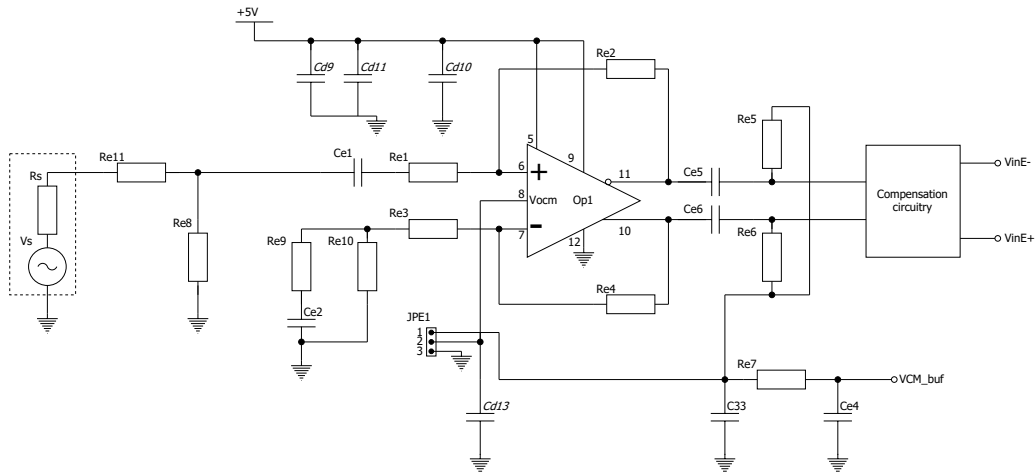 +5V
Cd9
Cd11
Cd10
Re2
Re5
5
Ce1
Re1
Re11
9
6
+
11
Ce5
Rs
8
Vocm
Op1
Compensation
circuitry
VinE-
Re3
Ce6
Re8
Vs
Re9
Re10
7
-
12
10
Re6
VinE+
Re4
Ce2
JPE1
1
2
3
Re7
VCM_buf
Cd13
C33
Ce4